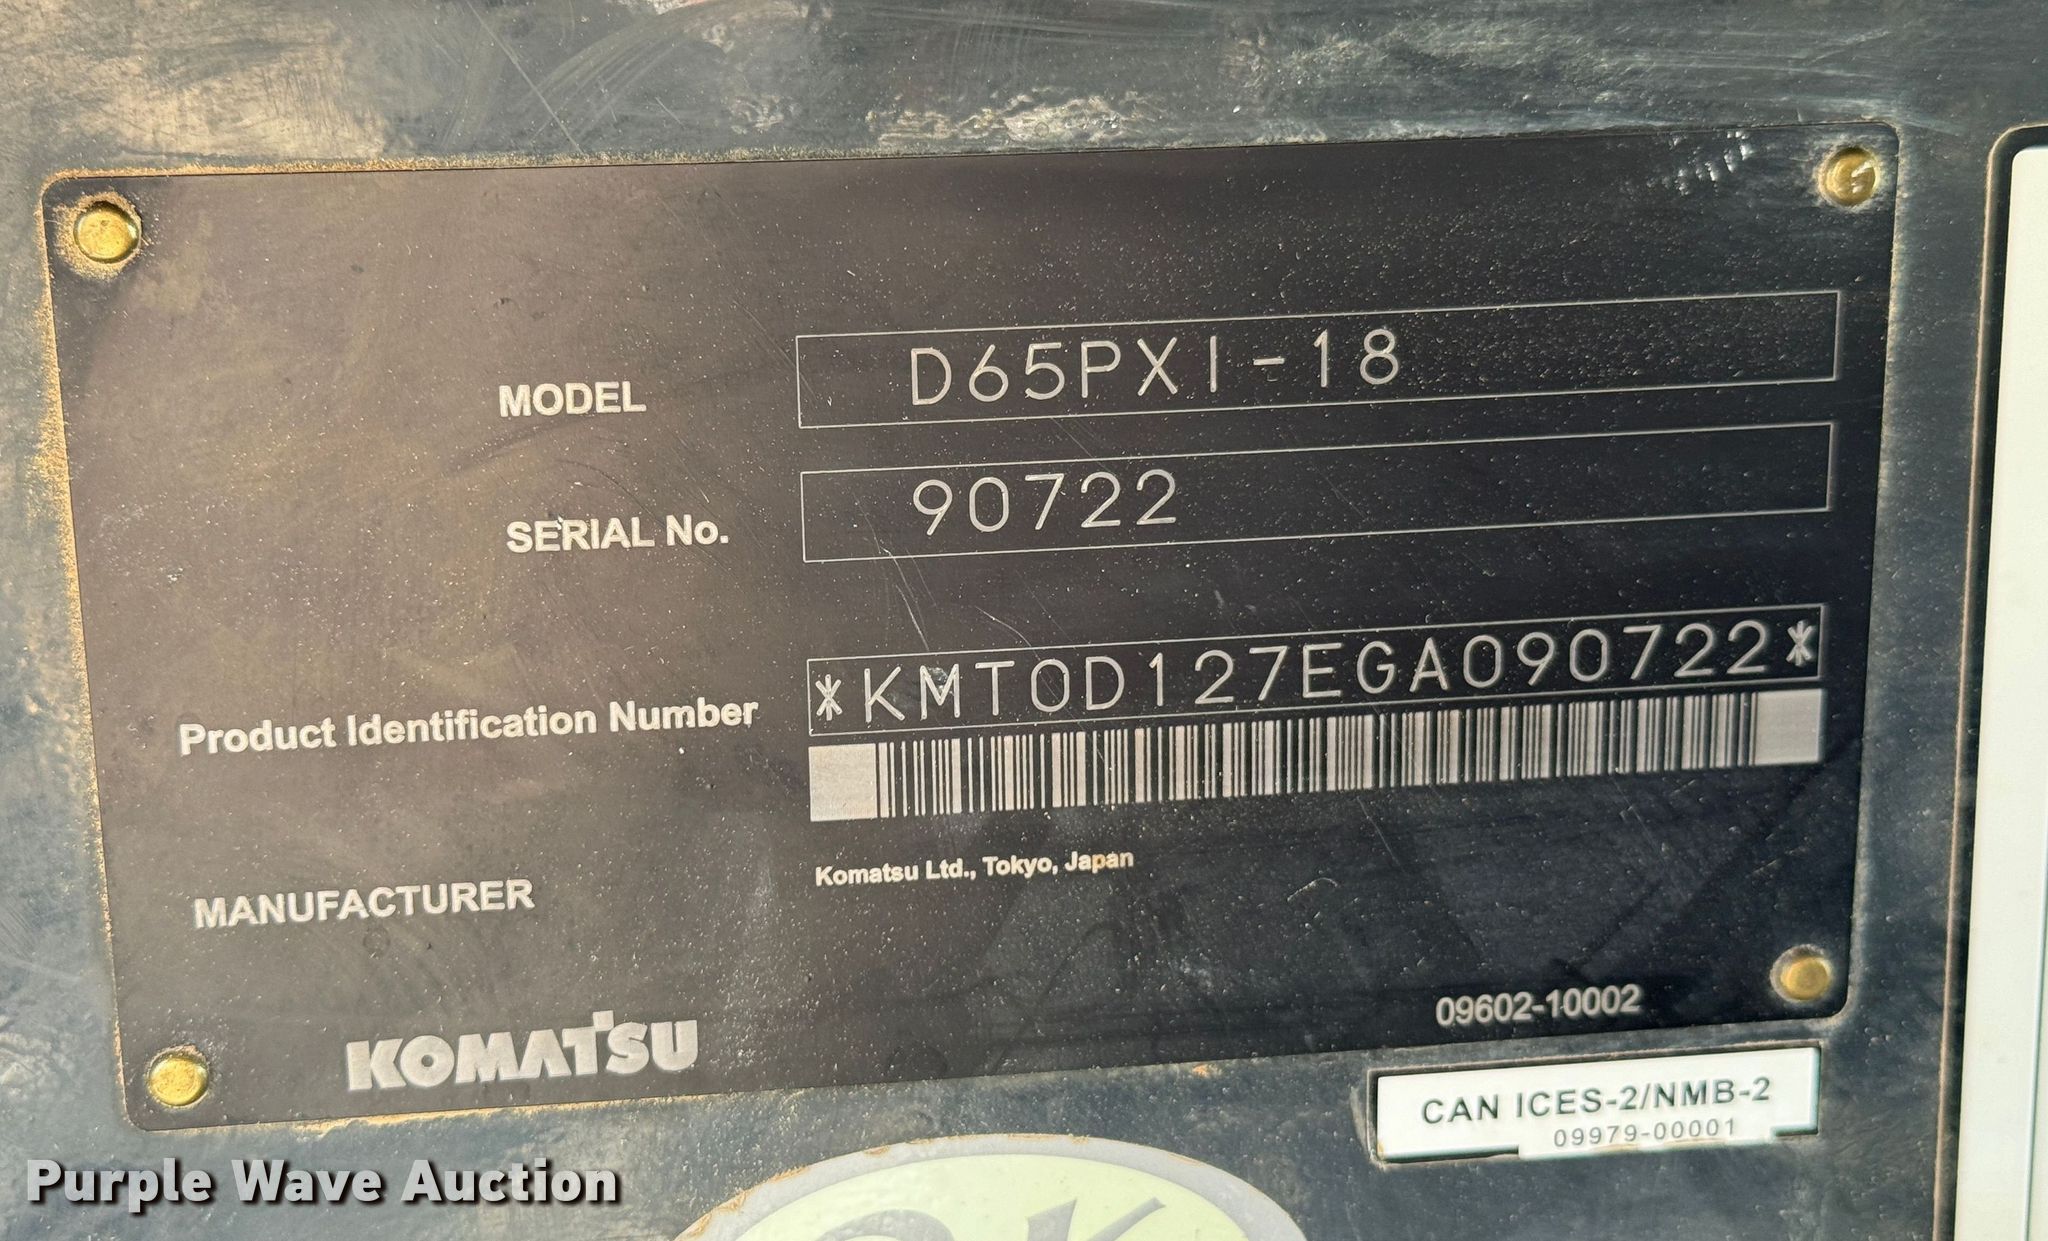 MODEL D65PXI-18
SERIAL No. 90722
Product Identification Number *KMT0D127EGA090722*
MANUFACTURER Komatsu Ltd., Tokyo, Japan
KOMATSU
09602-10002
CAN ICES-2/NMB-2
09979-00001
Purple Wave Auction